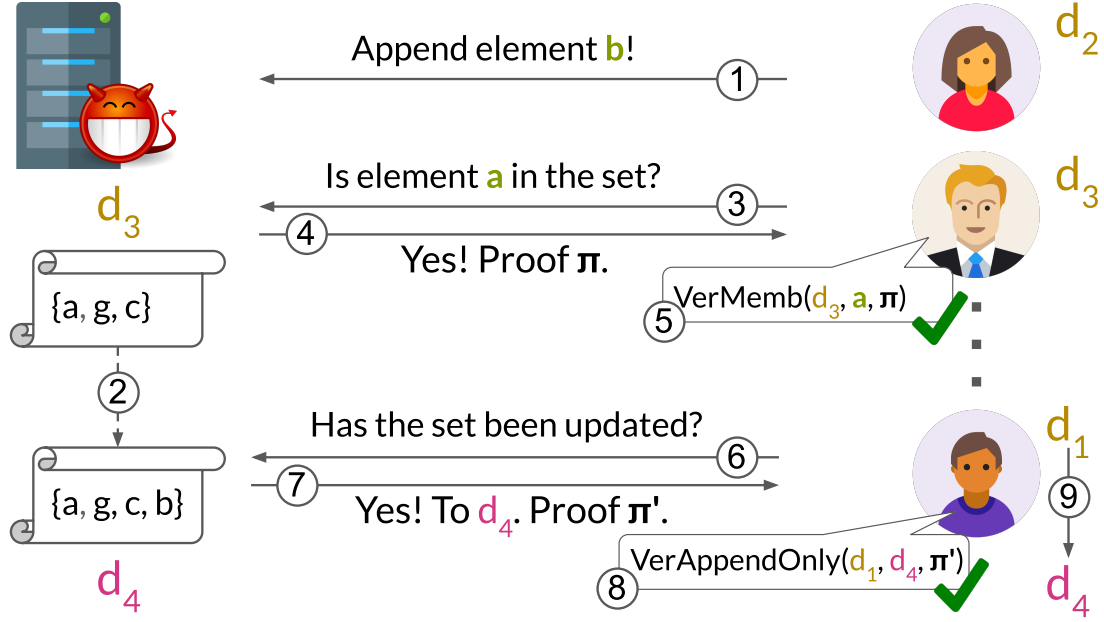 d₂
Append element b!
1
Is element a in the set?
d₃
3
d₃
4
Yes! Proof π.
{a, g, c}
VerMemb(d₃, a, π)
5
2
Has the set been updated?
d₁
6
7
9
{a, g, c, b}
Yes! To d₄. Proof π'.
VerAppendOnly(d₁, d₄, π')
8
d₄
d₄